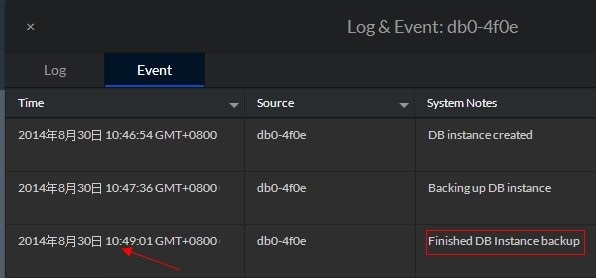 × Log & Event: db0-4f0e
Log Event
Time Source System Notes
2014年8月30日 10:46:54 GMT+0800 db0-4f0e DB instance created
2014年8月30日 10:47:36 GMT+0800 db0-4f0e Backing up DB instance
2014年8月30日 10:49:01 GMT+0800 db0-4f0e Finished DB Instance backup